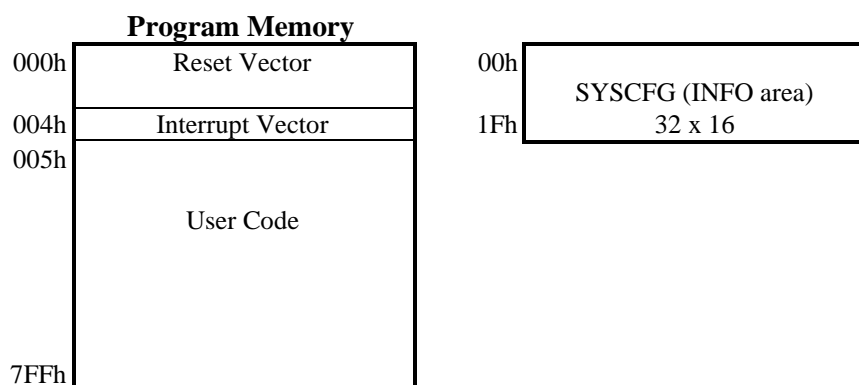 Program Memory
000h Reset Vector
004h Interrupt Vector
005h
User Code
7FFh
00h
SYSCFG (INFO area)
1Fh 32 x 16